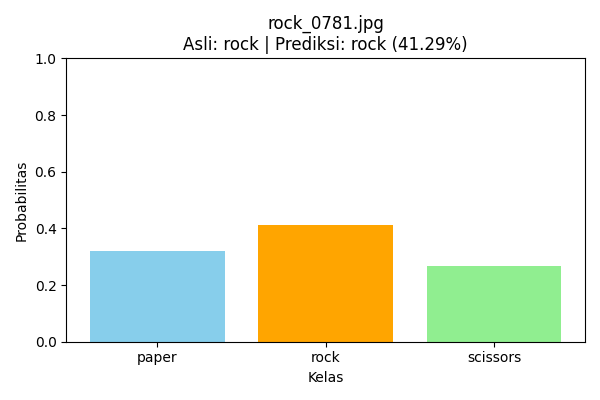 rock_0781.jpg
Asli: rock | Prediksi: rock (41.29%)
1.0
0.8
0.6
0.4
0.2
0.0
Probabilitas
paper rock scissors
Kelas